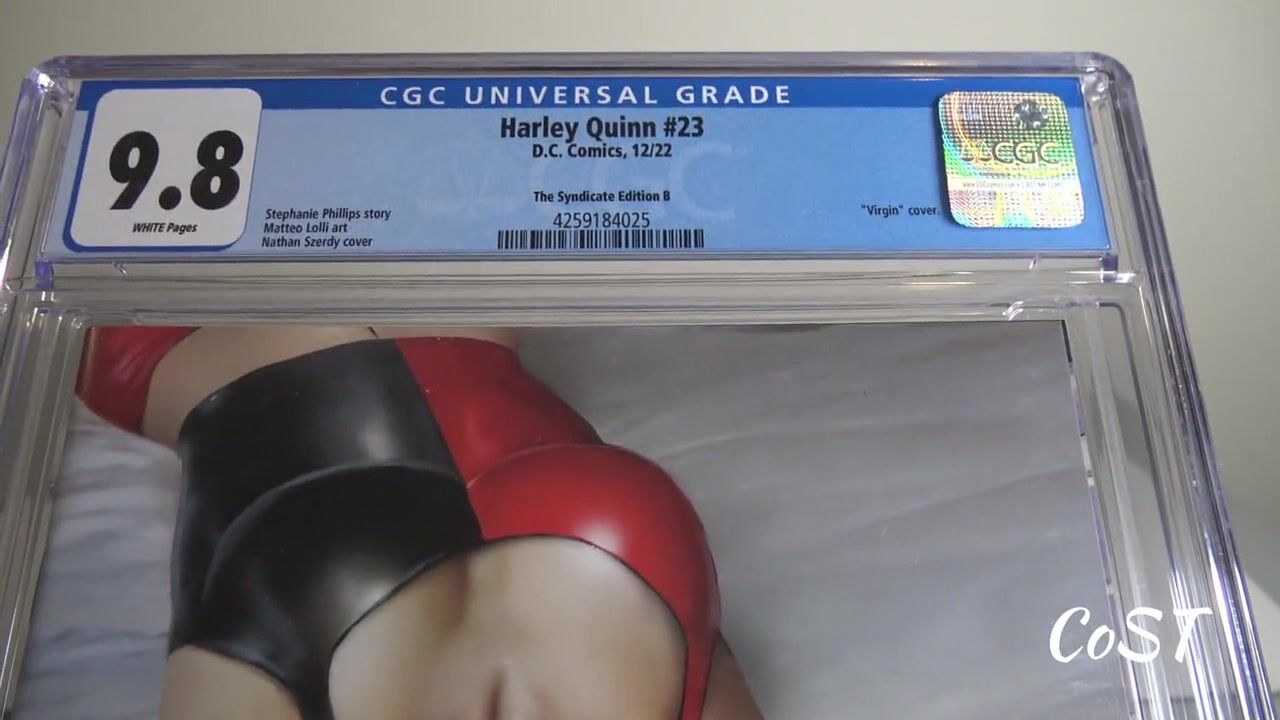 CGC UNIVERSAL GRADE
9.8
WHITE Pages
Harley Quinn #23
D.C. Comics, 12/22
The Syndicate Edition B
4259184025
Stephanie Phillips story
Matteo Lolli art
Nathan Szerdy cover
"Virgin" cover.
CGC
CoST